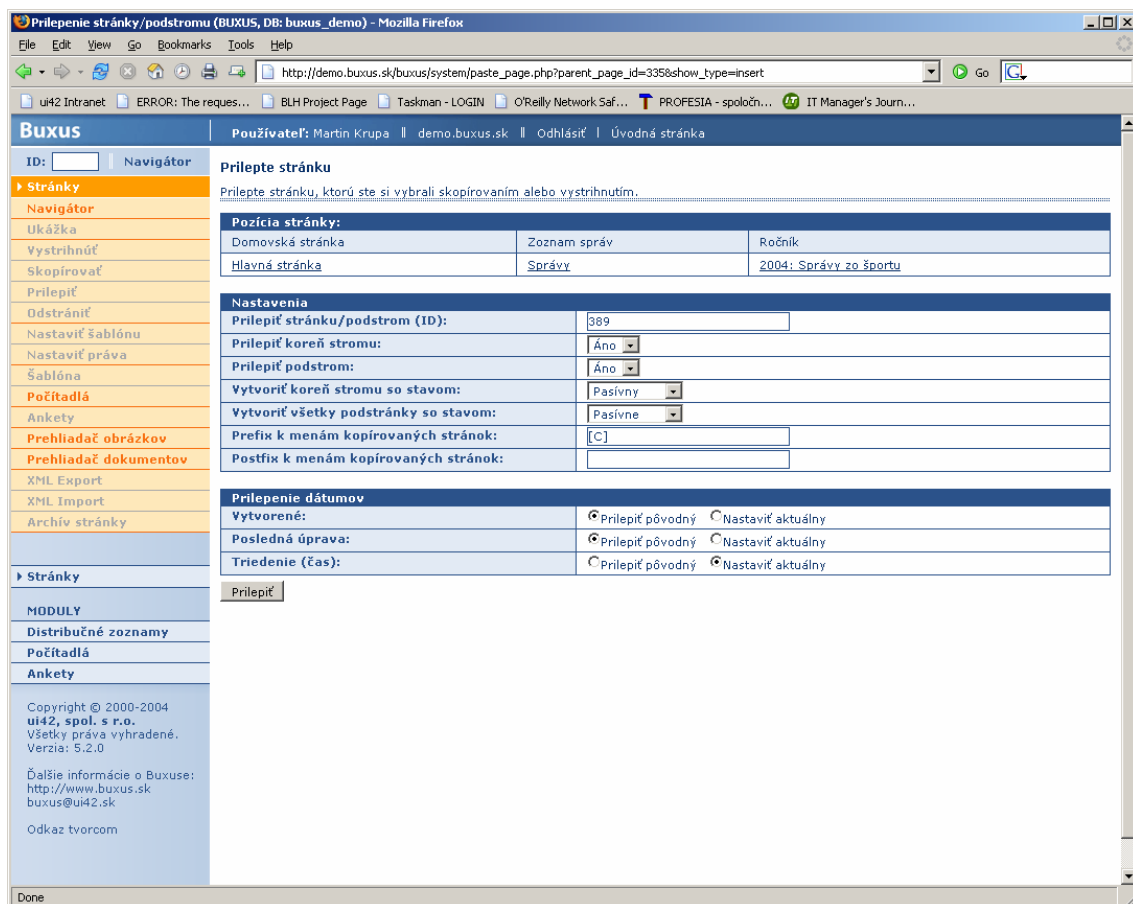 Prilepenie stránky/podstromu (BUXUS, DB: buxus_demo) - Mozilla Firefox
File Edit View Go Bookmarks Tools Help
http://demo.buxus.sk/buxus/system/paste_page.php?parent_page_id=335&show_type=insert Go
ui42 Intranet ERROR: The reques... BLH Project Page Taskman - LOGIN O'Reilly Network Saf... PROFESIA - spoločn... IT Manager's Journ...
Buxus Používateľ: Martin Krupa || demo.buxus.sk || Odhlásiť | Úvodná stránka
ID: Navigátor
Stránky
Navigátor
Ukážka
Vystrihnúť
Skopírovať
Prilepiť
Odstrániť
Nastaviť šablónu
Nastaviť práva
Šablóna
Počítadlá
Ankety
Prehliadač obrázkov
Prehliadač dokumentov
XML Export
XML Import
Archív stránky
Stránky
MODULY
Distribučné zoznamy
Počítadlá
Ankety
Copyright © 2000-2004
ui42, spol. s r.o.
Všetky práva vyhradené.
Verzia: 5.2.0
Ďalšie informácie o Buxuse:
http://www.buxus.sk
buxus@ui42.sk
Odkaz tvorcom
Prilepte stránku
Prilepte stránku, ktorú ste si vybrali skopírovaním alebo vystrihnutím.
Pozícia stránky:
Domovská stránka Zoznam správ Ročník
Hlavná stránka Správy 2004: Správy zo športu
Nastavenia
Prilepiť stránku/podstrom (ID): 389
Prilepiť koreň stromu: Áno
Prilepiť podstrom: Áno
Vytvoriť koreň stromu so stavom: Pasívny
Vytvoriť všetky podstránky so stavom: Pasívne
Prefix k menám kopírovaných stránok: [C]
Postfix k menám kopírovaných stránok:
Prilepenie dátumov
Vytvorené: Prilepiť pôvodný Nastaviť aktuálny
Posledná úprava: Prilepiť pôvodný Nastaviť aktuálny
Triedenie (čas): Prilepiť pôvodný Nastaviť aktuálny
Prilepiť
Done